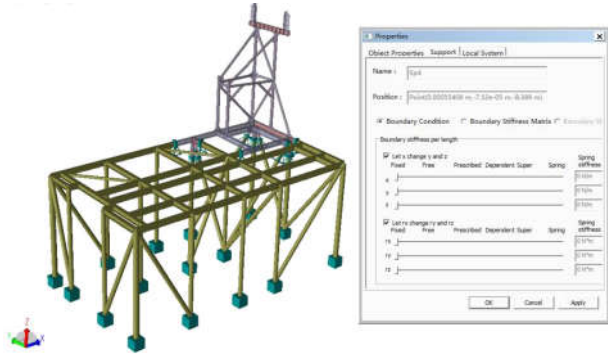 Properties
Object Properties Support Local System
Name :
Position :
Boundary Condition Boundary Stiffness Matrix
Boundary stiffness per length
Let x change y and z
Spring stiffness
Fixed Free Prescribed Dependent Super Spring
Let rx change ry and rz
Spring stiffness
Fixed Free Prescribed Dependent Super Spring
rx
ry
rz
OK Cancel Apply
Z
X